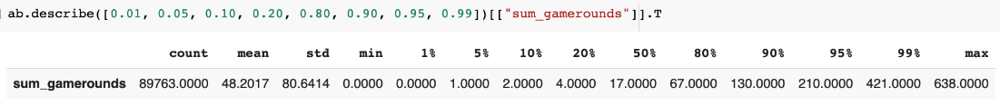 ab.describe([0.01, 0.05, 0.10, 0.20, 0.80, 0.90, 0.95, 0.99])[["sum_gamerounds"]].T
count mean std min 1% 5% 10% 20% 50% 80% 90% 95% 99% max
sum_gamerounds 89763.0000 48.2017 80.6414 0.0000 0.0000 1.0000 2.0000 4.0000 17.0000 67.0000 130.0000 210.0000 421.0000 638.0000